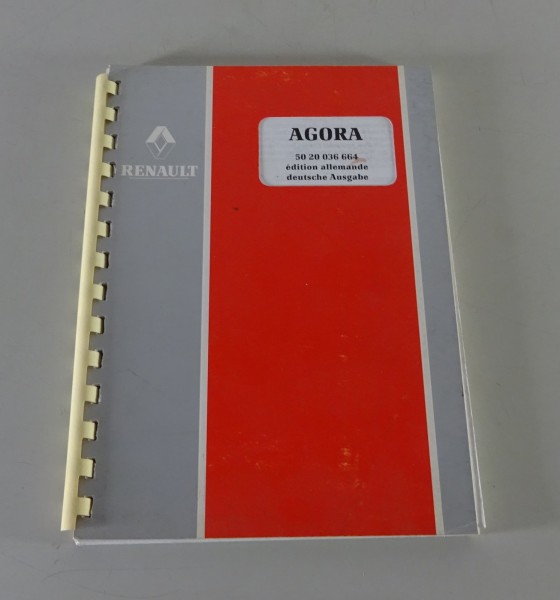 RENAULT
AGORA
50 20 036 664
édition allemande
deutsche Ausgabe